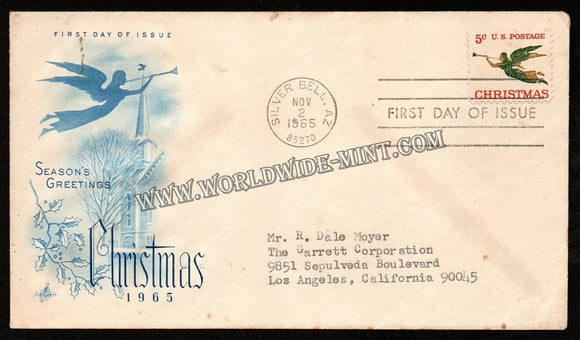 FIRST DAY OF ISSUE
5c U.S. POSTAGE
CHRISTMAS
SILVER BELL, AZ
NOV
2
1965
85270
FIRST DAY OF ISSUE
SEASON'S
GREETINGS
WWW.WORLDWIDE-MINT.COM
Christmas
1965
Mr. R. Dale Moyer
The Garrett Corporation
9851 Sepulveda Boulevard
Los Angeles, California 90045